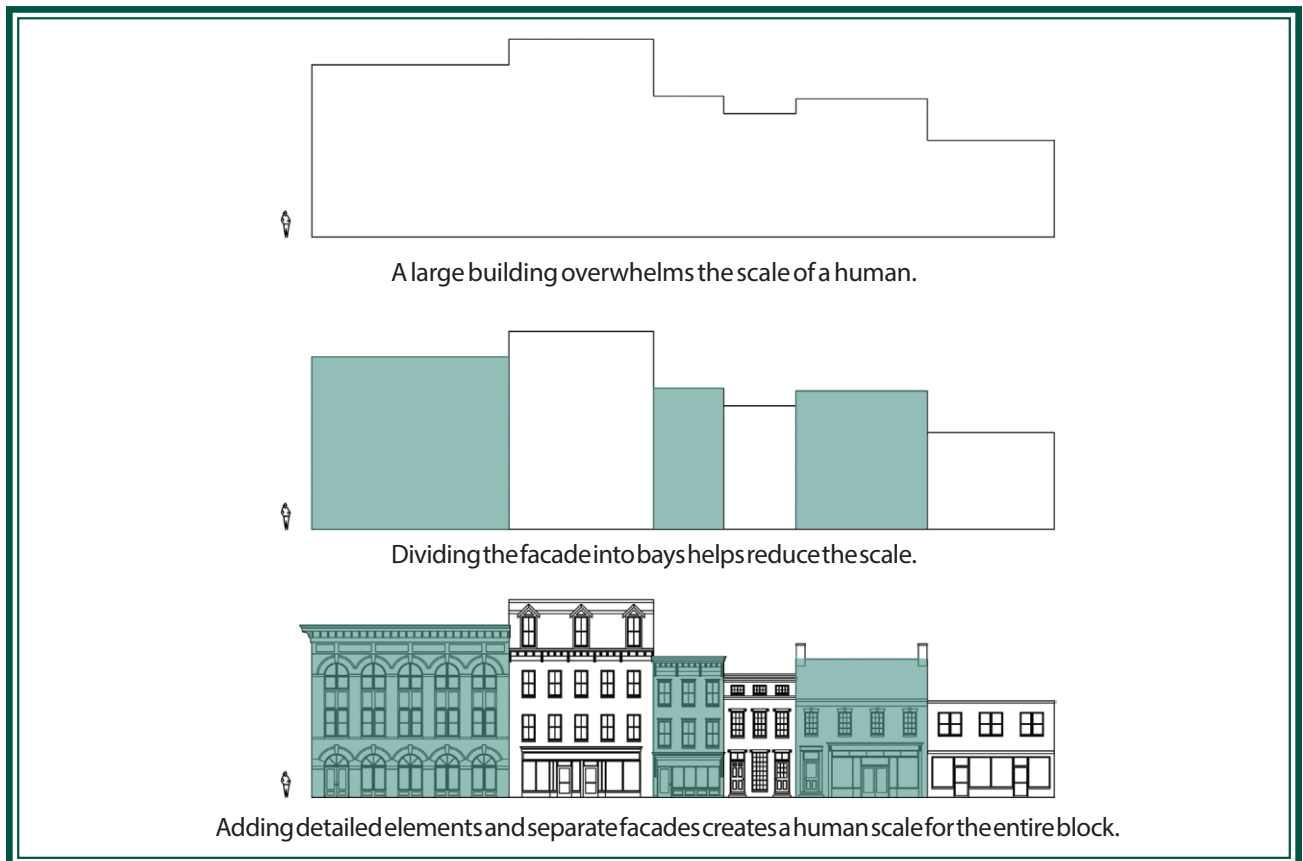 A large building overwhelms the scale of a human.
Dividing the facade into bays helps reduce the scale.
Adding detailed elements and separate facades creates a human scale for the entire block.